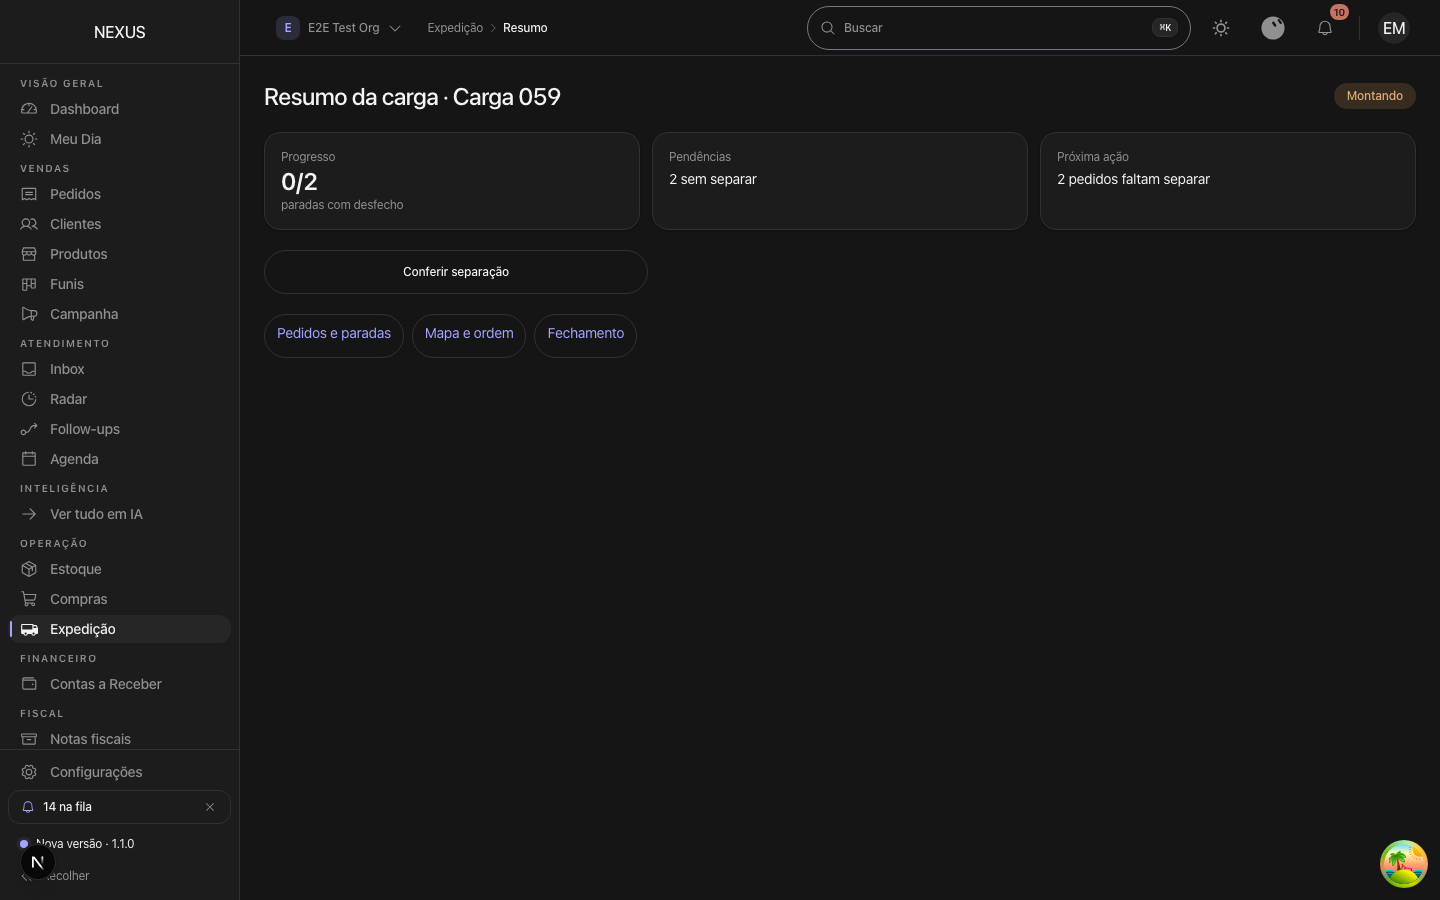 NEXUS
VISÃO GERAL
Dashboard
Meu Dia
VENDAS
Pedidos
Clientes
Produtos
Funis
Campanha
ATENDIMENTO
Inbox
Radar
Follow-ups
Agenda
INTELIGÊNCIA
Ver tudo em IA
OPERAÇÃO
Estoque
Compras
Expedição
FINANCEIRO
Contas a Receber
FISCAL
Notas fiscais
Configurações
14 na fila
Nova versão · 1.1.0
N
E E2E Test Org Expedição Resumo
Buscar ⌘K
10
EM
Resumo da carga · Carga 059
Montando
Progresso
0/2
paradas com desfecho
Pendências
2 sem separar
Próxima ação
2 pedidos faltam separar
Conferir separação
Pedidos e paradas Mapa e ordem Fechamento